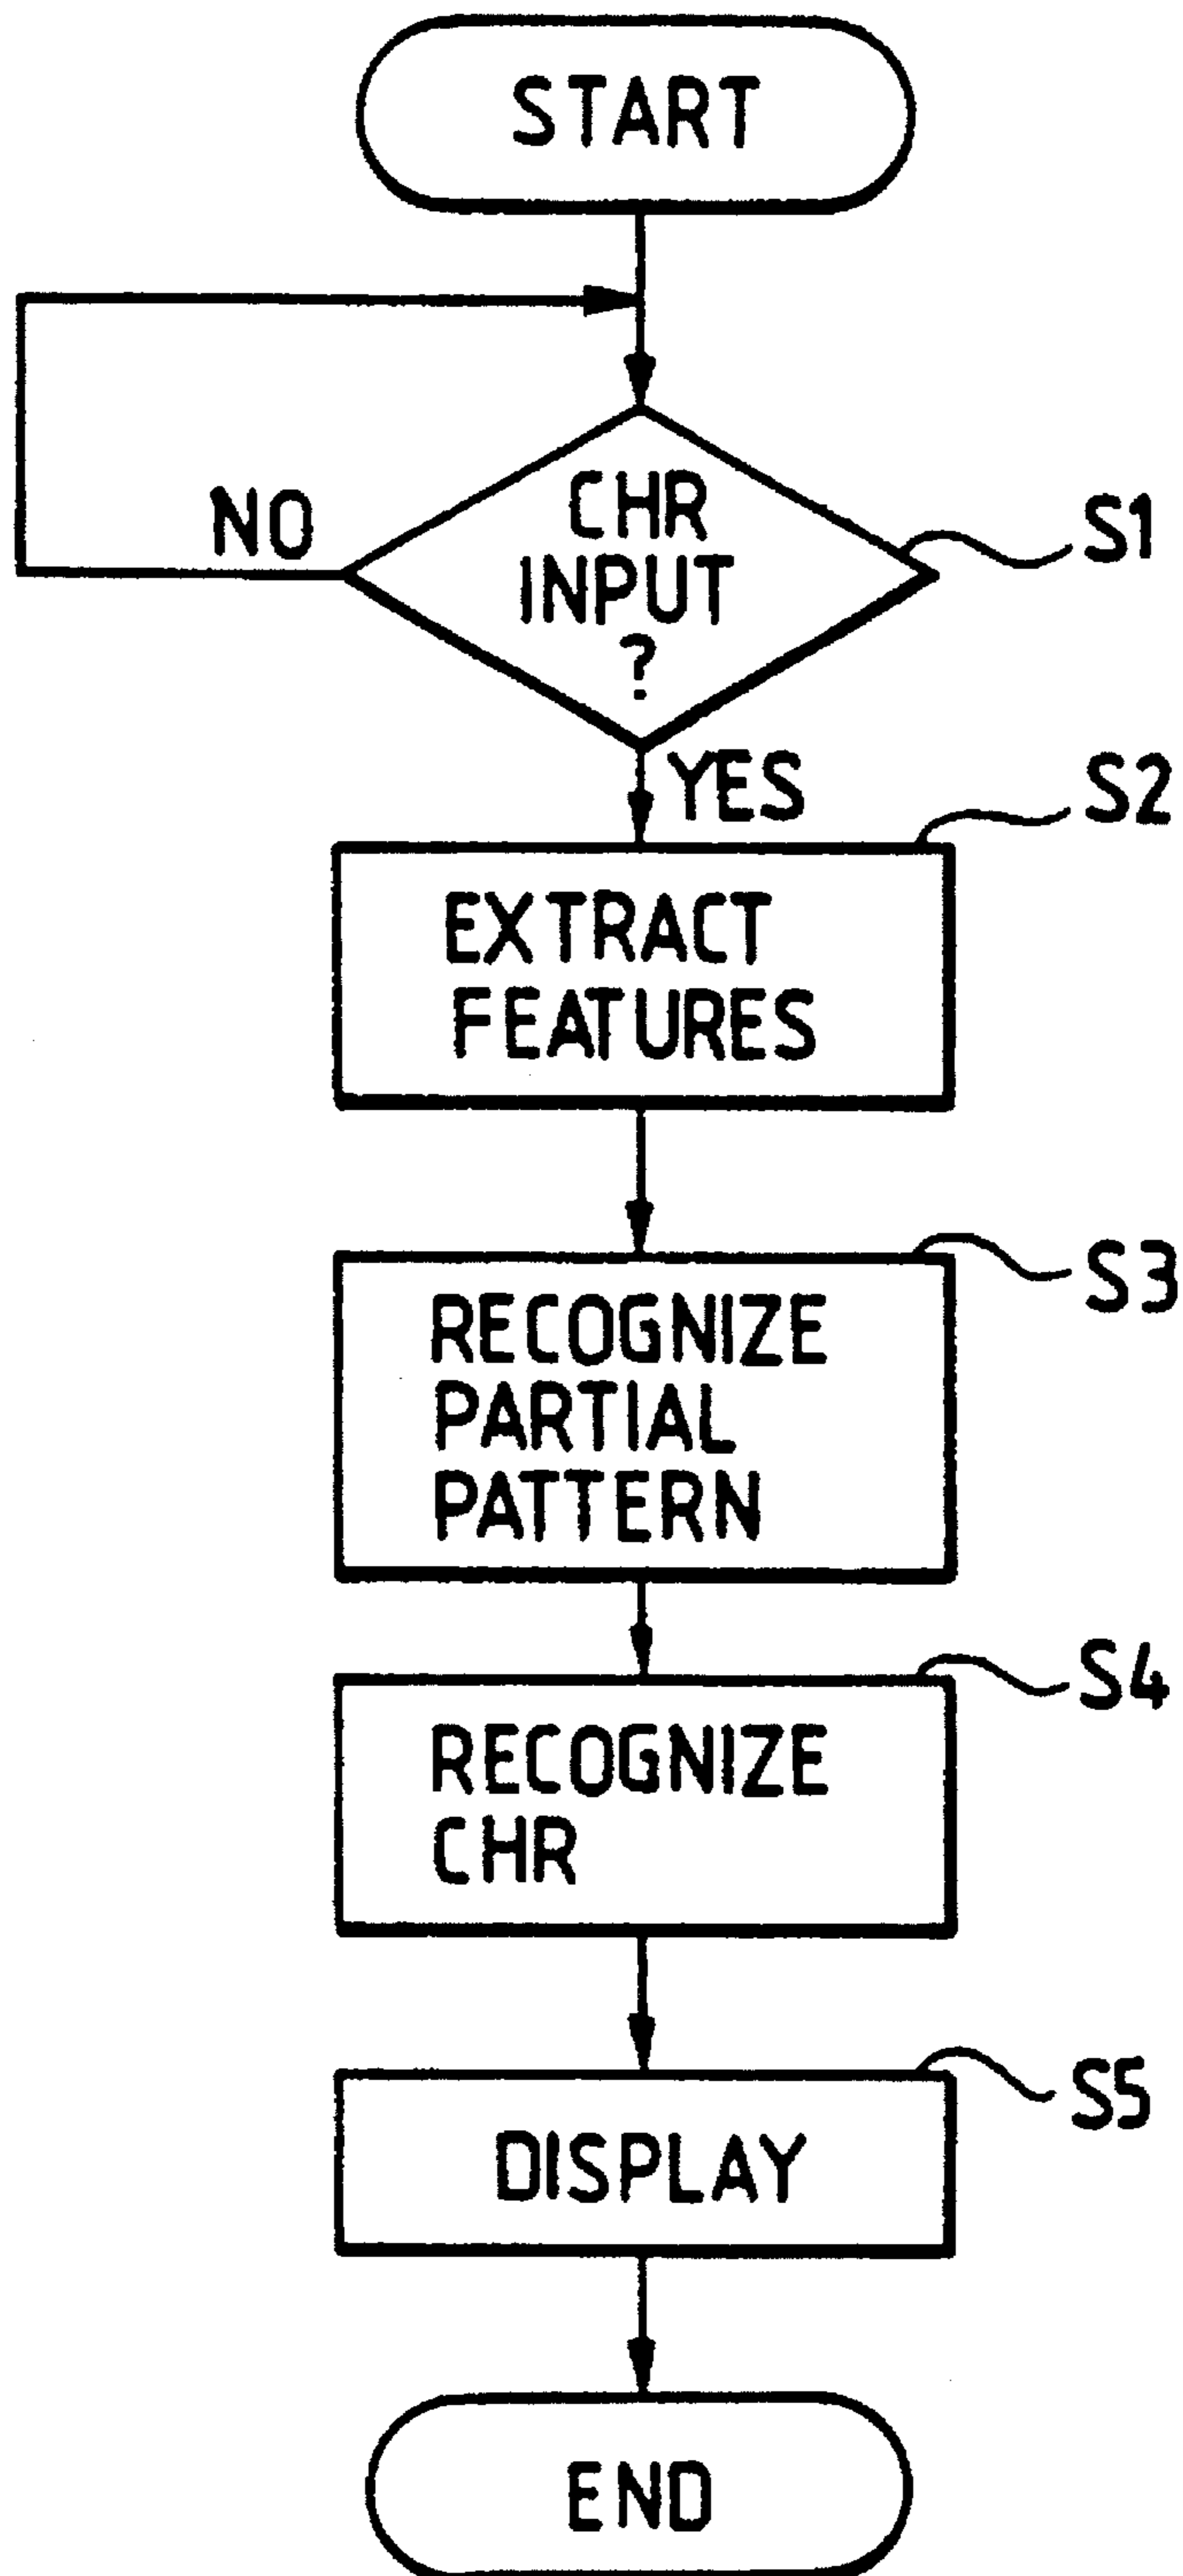 START
NO
CHR
INPUT
?
S1
YES
S2
EXTRACT
FEATURES
S3
RECOGNIZE
PARTIAL
PATTERN
S4
RECOGNIZE
CHR
S5
DISPLAY
END